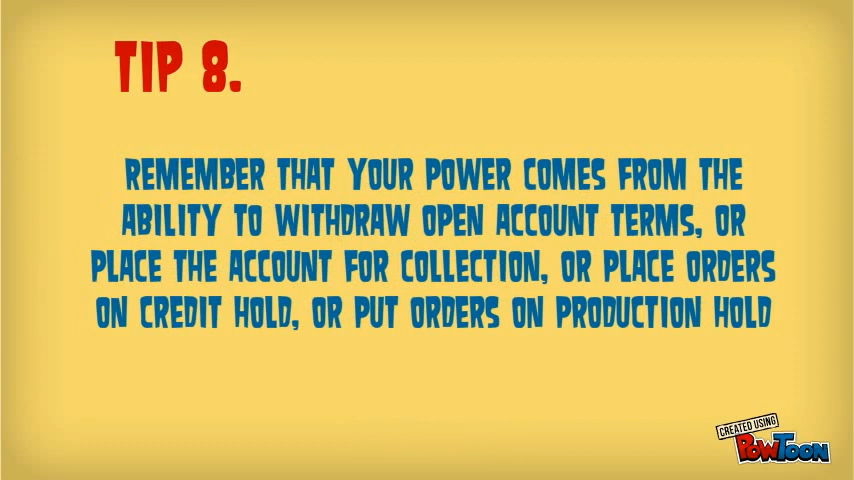 TIP 8.
REMEMBER THAT YOUR POWER COMES FROM THE
ABILITY TO WITHDRAW OPEN ACCOUNT TERMS, OR
PLACE THE ACCOUNT FOR COLLECTION, OR PLACE ORDERS
ON CREDIT HOLD, OR PUT ORDERS ON PRODUCTION HOLD
CREATED USING
POWTOON